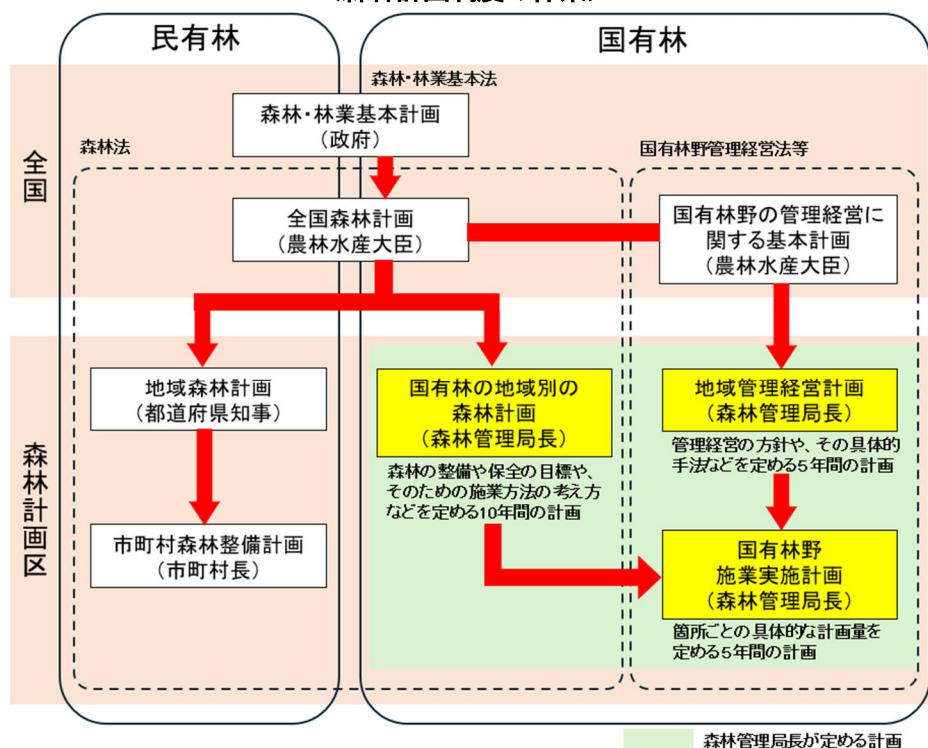 民有林
国有林
森林・林業基本法
森林・林業基本計画
(政府)
森林法
国有林野管理経営法等
全国
全国森林計画
(農林水産大臣)
国有林野の管理経営に
関する基本計画
(農林水産大臣)
森林計画区
地域森林計画
(都道府県知事)
国有林の地域別の
森林計画
(森林管理局長)
地域管理経営計画
(森林管理局長)
管理経営の方針や、その具体的
手法などを定める5年間の計画
森林の整備や保全の目標や、
そのための施業方法の考え方
などを定める10年間の計画
市町村森林整備計画
(市町村長)
国有林野
施業実施計画
(森林管理局長)
箇所ごとの具体的な計画量を
定める5年間の計画
森林管理局長が定める計画